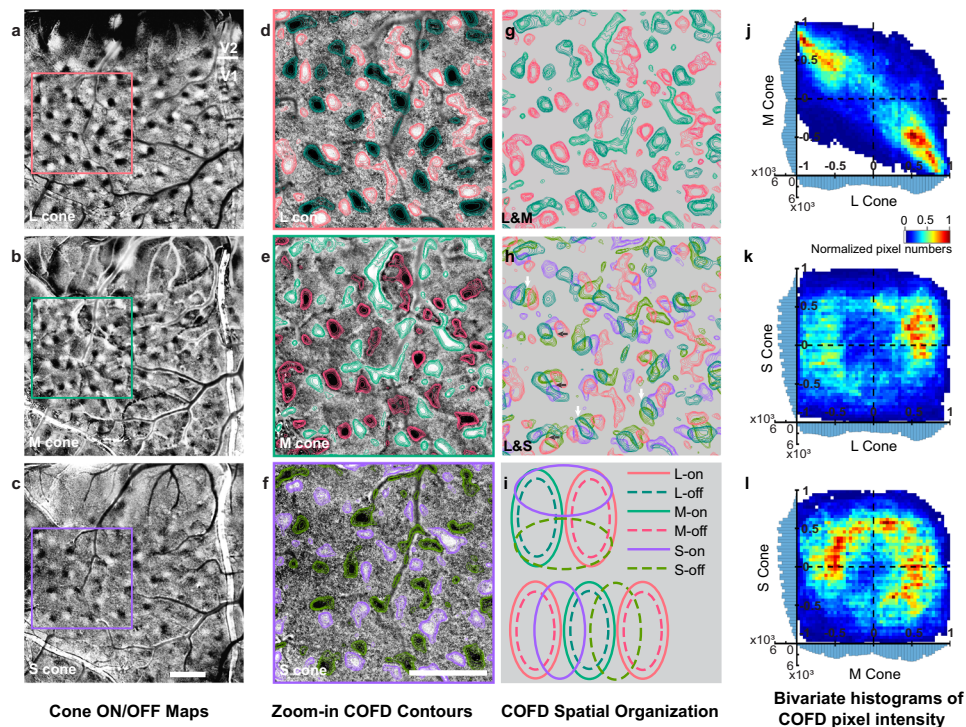 a
V2
V1
L cone
b
M cone
c
S cone
Cone ON/OFF Maps
d
L cone
e
M cone
f
S cone
Zoom-in COFD Contours
g
L&M
h
L&S
i
L-on
L-off
M-on
M-off
S-on
S-off
COFD Spatial Organization
j
1
0.5
M Cone
-0.5
-1 -0.5 0 0.5 1
x10³
6 0
0
6
x10³
L Cone
0 0.5 1
Normalized pixel numbers
k
1
0.5
S Cone
0
-0.5
-1 -0.5 0 0.5 1
x10³
6 0
0
6
x10³
L Cone
l
1
0.5
S Cone
0
-0.5
-1 -0.5 0 0.5 1
x10³
6 0
0
6
x10³
M Cone
Bivariate histograms of
COFD pixel intensity